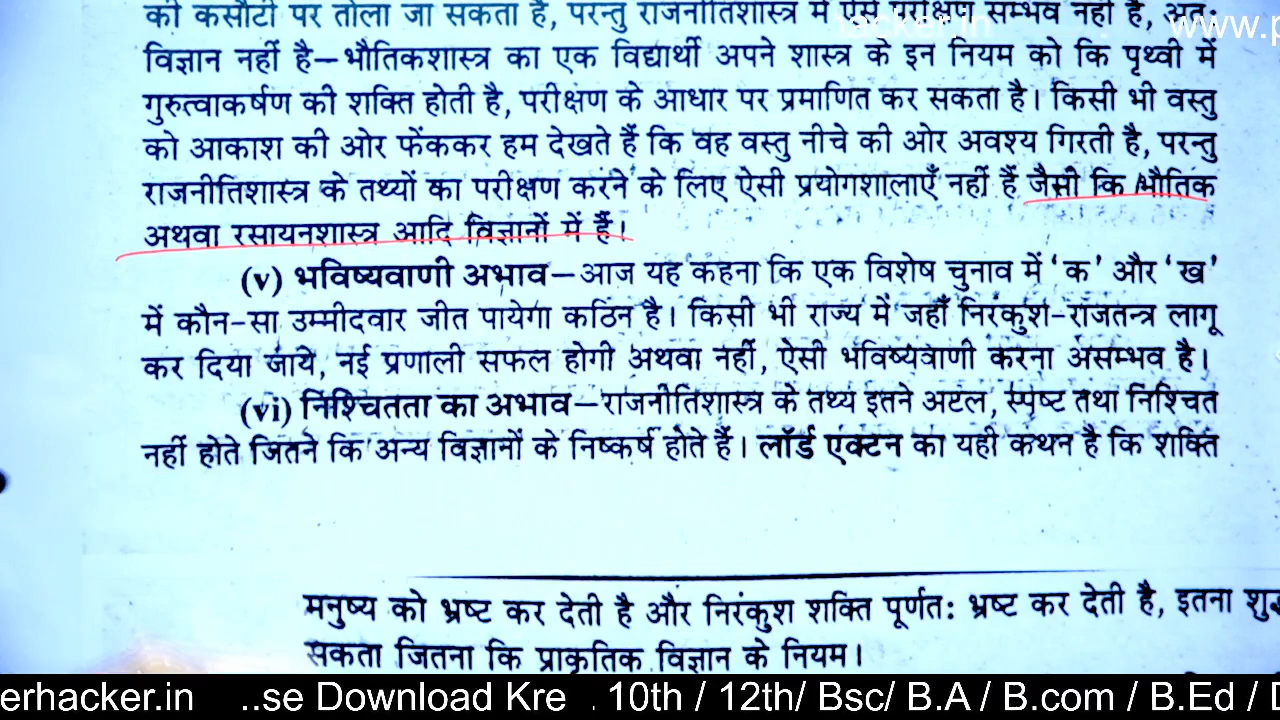 की कसौटी पर तोला जा सकता है, परन्तु राजनीतिशास्त्र में ऐसे परीक्षण सम्भव नहीं है, अतः
विज्ञान नहीं है–भौतिकशास्त्र का एक विद्यार्थी अपने शास्त्र के इन नियम को कि पृथ्वी में
गुरुत्वाकर्षण की शक्ति होती है, परीक्षण के आधार पर प्रमाणित कर सकता है। किसी भी वस्तु
को आकाश की ओर फेंककर हम देखते हैं कि वह वस्तु नीचे की ओर अवश्य गिरती है, परन्तु
राजनीतिशास्त्र के तथ्यों का परीक्षण करने के लिए ऐसी प्रयोगशालाएँ नहीं हैं जैसी कि भौतिक
अथवा रसायनशास्त्र आदि विज्ञानों में हैं।
(v) भविष्यवाणी अभाव–आज यह कहना कि एक विशेष चुनाव में 'क' और 'ख'
में कौन-सा उम्मीदवार जीत पायेगा कठिन है। किसी भी राज्य में जहाँ निरंकुश-राजतन्त्र लागू
कर दिया जाये, नई प्रणाली सफल होगी अथवा नहीं, ऐसी भविष्यवाणी करना असम्भव है।
(vi) निश्चितता का अभाव–राजनीतिशास्त्र के तथ्य इतने अटल, स्पष्ट तथा निश्चित
नहीं होते जितने कि अन्य विज्ञानों के निष्कर्ष होते हैं। लॉर्ड एक्टन का यही कथन है कि शक्ति
मनुष्य को भ्रष्ट कर देती है और निरंकुश शक्ति पूर्णतः भ्रष्ट कर देती है, इतना
सकता जितना कि प्राकृतिक विज्ञान के नियम।
erhacker.in ..se Download Kre . 10th / 12th/ Bsc/ B.A / B.com / B.Ed /